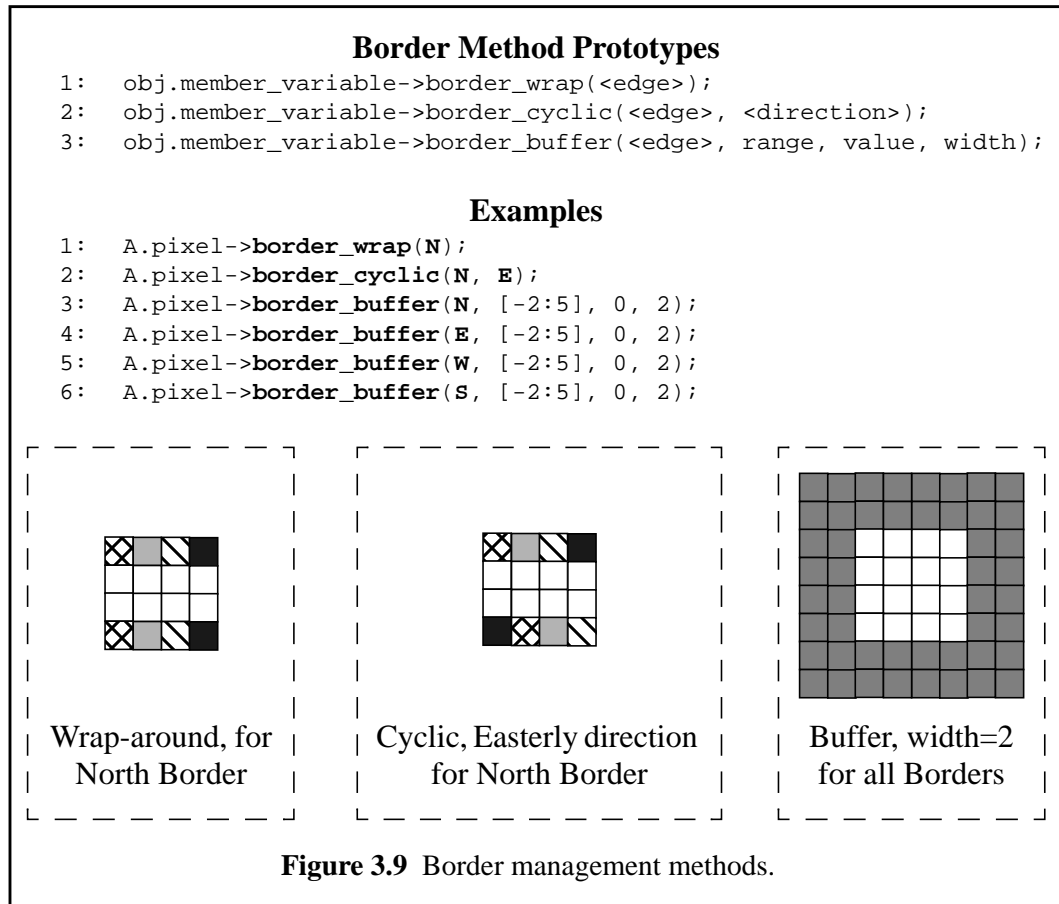 Border Method Prototypes
1: obj.member_variable->border_wrap(<edge>);
2: obj.member_variable->border_cyclic(<edge>, <direction>);
3: obj.member_variable->border_buffer(<edge>, range, value, width);
Examples
1: A.pixel->border_wrap(N);
2: A.pixel->border_cyclic(N, E);
3: A.pixel->border_buffer(N, [-2:5], 0, 2);
4: A.pixel->border_buffer(E, [-2:5], 0, 2);
5: A.pixel->border_buffer(W, [-2:5], 0, 2);
6: A.pixel->border_buffer(S, [-2:5], 0, 2);
Wrap-around, for
North Border
Cyclic, Easterly direction
for North Border
Buffer, width=2
for all Borders
Figure 3.9 Border management methods.